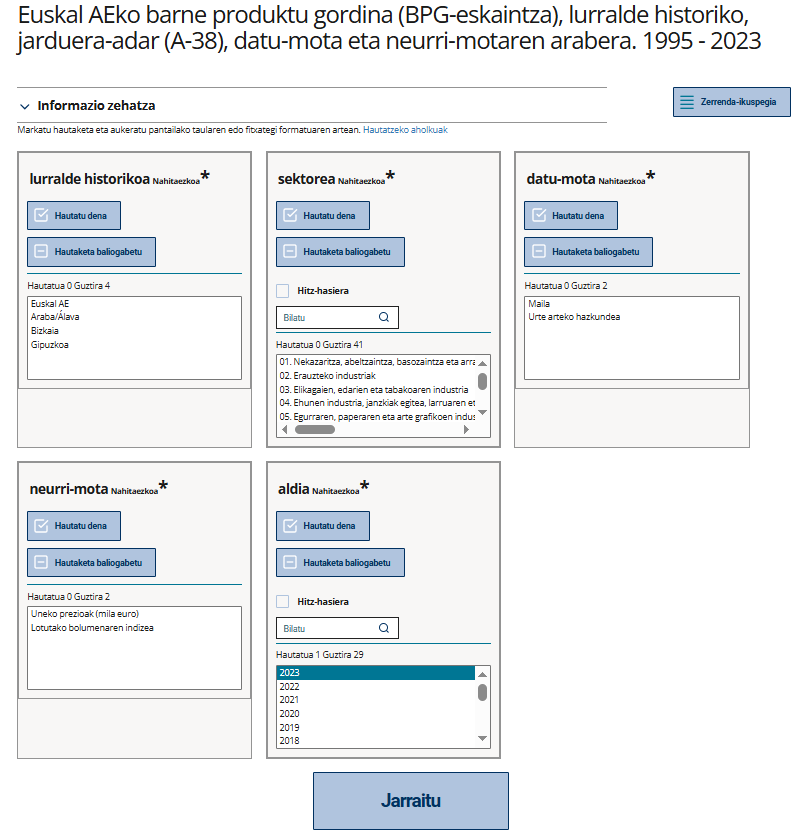 Euskal AEko barne produktu gordina (BPG-eskaintza), lurralde historiko,
jarduera-adar (A-38), datu-mota eta neurri-motaren arabera. 1995 - 2023
Informazio zehatza
Zerrenda-ikuspegia
Markatu hautaketa eta aukeratu pantailako taularen edo fitxategi formatuaren artean. Hautatzeko aholkuak
lurralde historikoa Nahitaezkoa*
Hautatu dena
Hautaketa baliogabetu
Hautatua 0 Guztira 4
Euskal AE
Araba/Álava
Bizkaia
Gipuzkoa
sektorea Nahitaezkoa*
Hautatu dena
Hautaketa baliogabetu
Hitz-hasiera
Bilatu
Hautatua 0 Guztira 41
01. Nekazaritza, abeltzaintza, basozaintza eta arra
02. Erauzteko industriak
03. Elikagaien, edarien eta tabakoaren industria
04. Ehunen industria, janzkiak egitea, larruaren et
05. Egurraren, paperaren eta arte grafikoen indus
datu-mota Nahitaezkoa*
Hautatu dena
Hautaketa baliogabetu
Hautatua 0 Guztira 2
Maila
Urte arteko hazkundea
neurri-mota Nahitaezkoa*
Hautatu dena
Hautaketa baliogabetu
Hautatua 0 Guztira 2
Uneko prezioak (mila euro)
Lotutako bolumenaren indizea
aldia Nahitaezkoa*
Hautatu dena
Hautaketa baliogabetu
Hitz-hasiera
Bilatu
Hautatua 1 Guztira 29
2023
2022
2021
2020
2019
2018
Jarraitu